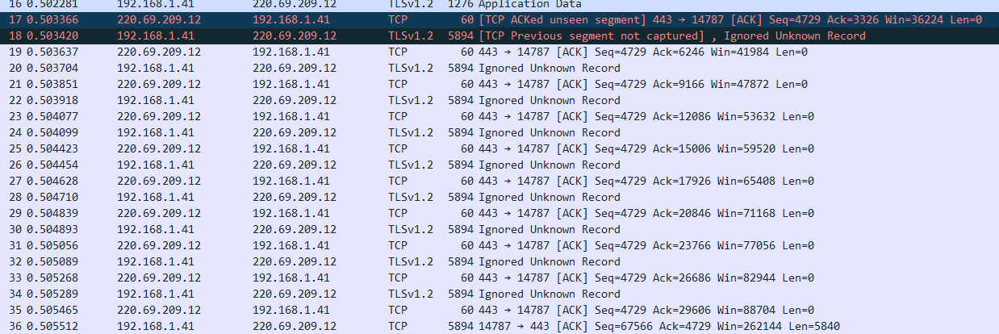 16 0.502281 192.168.1.41 220.69.209.12 TLSv1.2 1276 Application Data
17 0.503366 220.69.209.12 192.168.1.41 TCP 60 [TCP ACKed unseen segment] 443 → 14787 [ACK] Seq=4729 Ack=3326 Win=36224 Len=0
18 0.503420 192.168.1.41 220.69.209.12 TLSv1.2 5894 [TCP Previous segment not captured] , Ignored Unknown Record
19 0.503637 220.69.209.12 192.168.1.41 TCP 60 443 → 14787 [ACK] Seq=4729 Ack=6246 Win=41984 Len=0
20 0.503704 192.168.1.41 220.69.209.12 TLSv1.2 5894 Ignored Unknown Record
21 0.503851 220.69.209.12 192.168.1.41 TCP 60 443 → 14787 [ACK] Seq=4729 Ack=9166 Win=47872 Len=0
22 0.503918 192.168.1.41 220.69.209.12 TLSv1.2 5894 Ignored Unknown Record
23 0.504077 220.69.209.12 192.168.1.41 TCP 60 443 → 14787 [ACK] Seq=4729 Ack=12086 Win=53632 Len=0
24 0.504099 192.168.1.41 220.69.209.12 TLSv1.2 5894 Ignored Unknown Record
25 0.504423 220.69.209.12 192.168.1.41 TCP 60 443 → 14787 [ACK] Seq=4729 Ack=15006 Win=59520 Len=0
26 0.504454 192.168.1.41 220.69.209.12 TLSv1.2 5894 Ignored Unknown Record
27 0.504628 220.69.209.12 192.168.1.41 TCP 60 443 → 14787 [ACK] Seq=4729 Ack=17926 Win=65408 Len=0
28 0.504710 192.168.1.41 220.69.209.12 TLSv1.2 5894 Ignored Unknown Record
29 0.504839 220.69.209.12 192.168.1.41 TCP 60 443 → 14787 [ACK] Seq=4729 Ack=20846 Win=71168 Len=0
30 0.504893 192.168.1.41 220.69.209.12 TLSv1.2 5894 Ignored Unknown Record
31 0.505056 220.69.209.12 192.168.1.41 TCP 60 443 → 14787 [ACK] Seq=4729 Ack=23766 Win=77056 Len=0
32 0.505089 192.168.1.41 220.69.209.12 TLSv1.2 5894 Ignored Unknown Record
33 0.505268 220.69.209.12 192.168.1.41 TCP 60 443 → 14787 [ACK] Seq=4729 Ack=26686 Win=82944 Len=0
34 0.505289 192.168.1.41 220.69.209.12 TLSv1.2 5894 Ignored Unknown Record
35 0.505465 220.69.209.12 192.168.1.41 TCP 60 443 → 14787 [ACK] Seq=4729 Ack=29606 Win=88704 Len=0
36 0.505512 192.168.1.41 220.69.209.12 TCP 5894 14787 → 443 [ACK] Seq=67566 Ack=4729 Win=262144 Len=5840